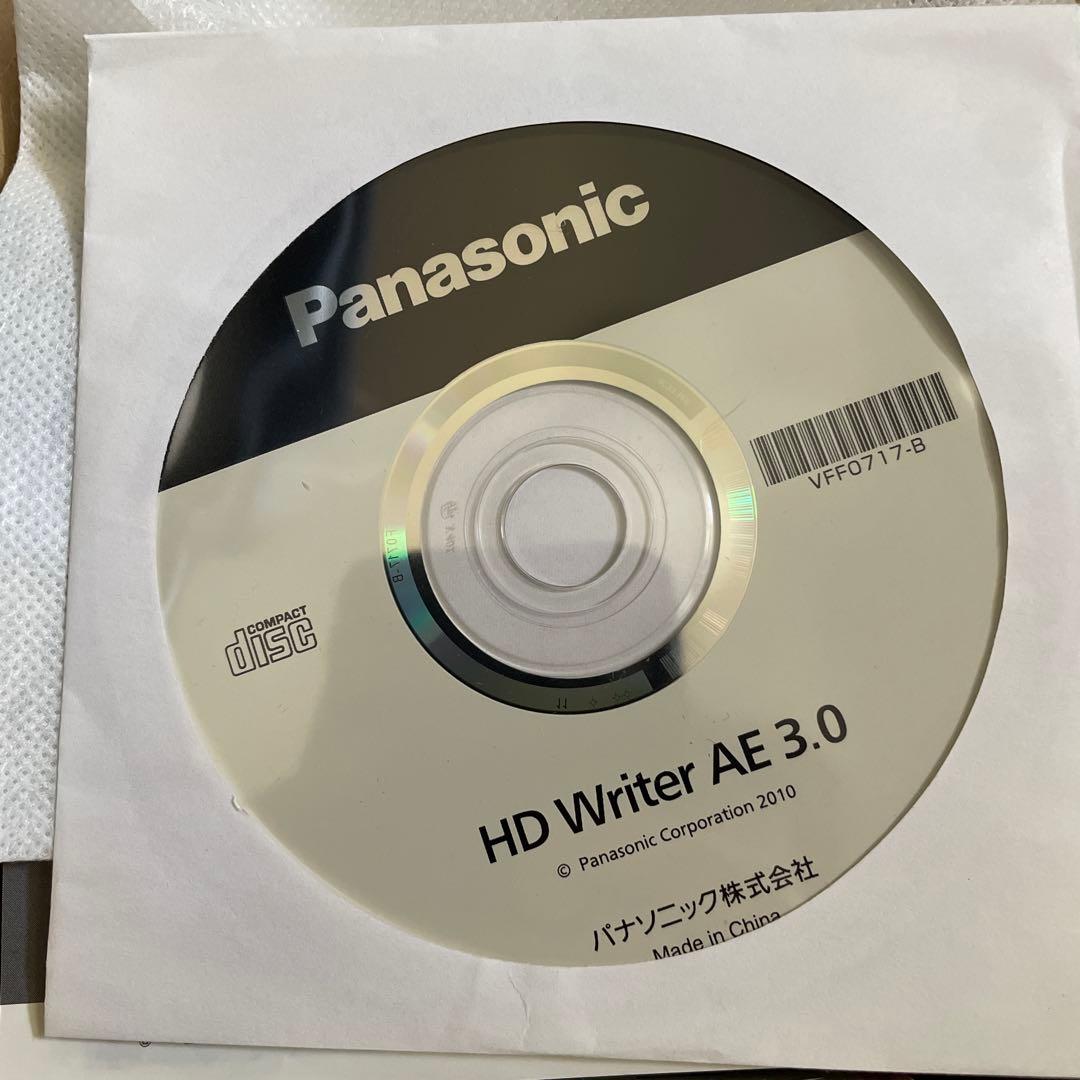 Panasonic
VFF0717-B
COMPACT
disc
HD Writer AE 3.0
© Panasonic Corporation 2010
パナソニック株式会社
Made in China